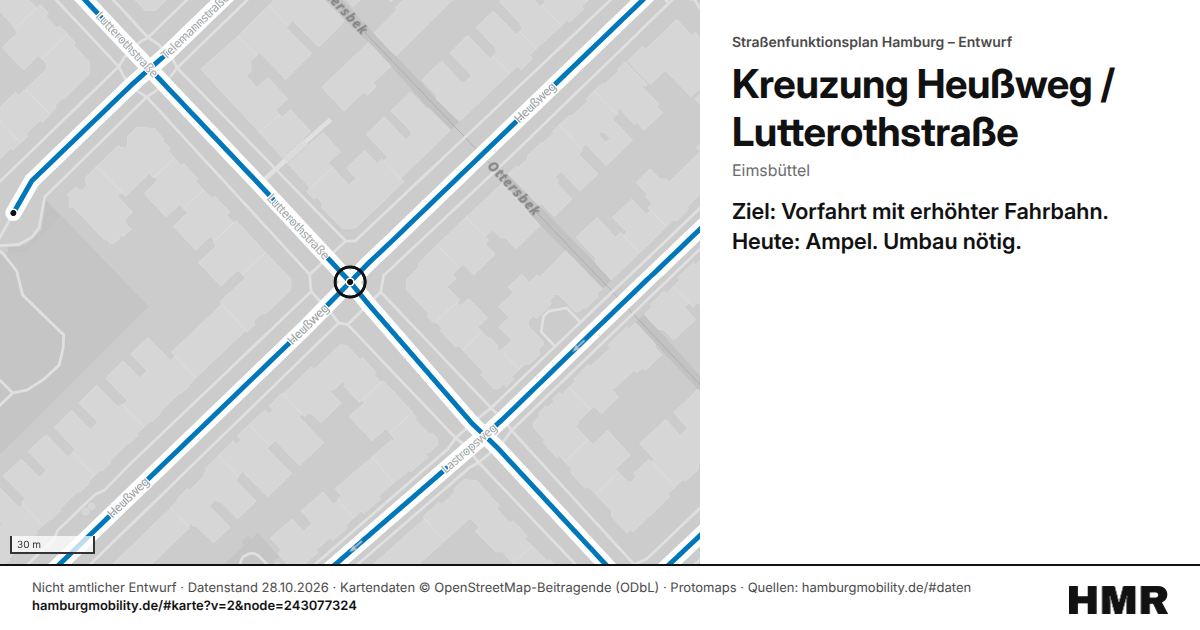 Lutterothstraße
Telemannstraße
Ottersbek
Heußweg
Ottersbek
Lutterothstraße
Heußweg
Lastropsweg
Heußweg
30 m
Straßenfunktionsplan Hamburg – Entwurf
Kreuzung Heußweg /
Lutterothstraße
Eimsbüttel
Ziel: Vorfahrt mit erhöhter Fahrbahn.
Heute: Ampel. Umbau nötig.
Nicht amtlicher Entwurf · Datenstand 28.10.2026 · Kartendaten © OpenStreetMap-Beitragende (ODbL) · Protomaps · Quellen: hamburgmobility.de/#daten
hamburgmobility.de/#karte?v=2&node=243077324
HMR